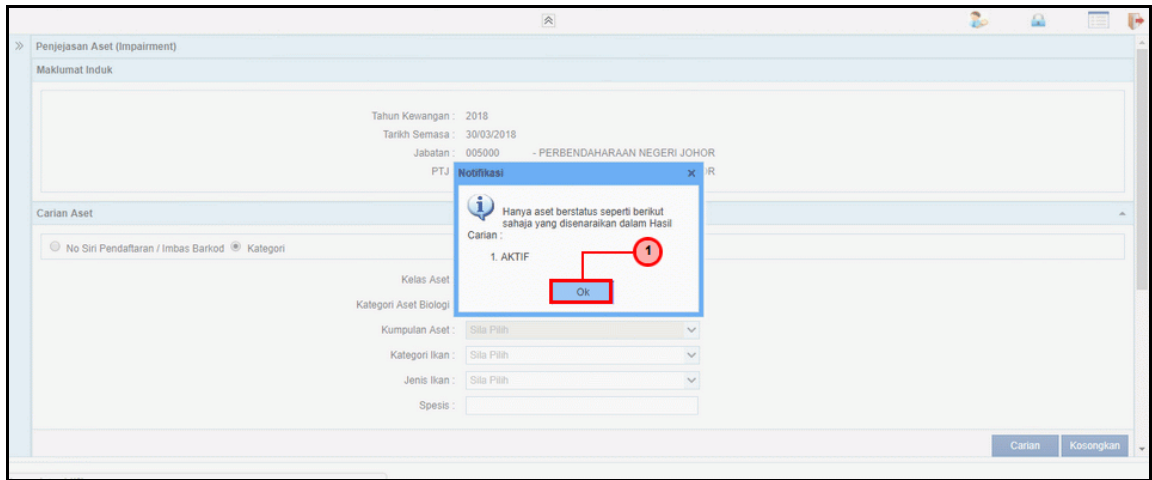 Penjejasan Aset (Impairment)
Maklumat Induk
Tahun Kewangan : 2018
Tarikh Semasa : 30/03/2018
Jabatan : 005000 - PERBENDAHARAAN NEGERI JOHOR
PTJ
Notifikasi x
Hanya aset berstatus seperti berikut
sahaja yang disenaraikan dalam Hasil
Carian :
1. AKTIF
1
Ok
Carian Aset
No Siri Pendaftaran / Imbas Barkod Kategori
Kelas Aset
Kategori Aset Biologi
Kumpulan Aset : Sila Pilih
Kategori Ikan : Sila Pilih
Jenis Ikan : Sila Pilih
Spesis :
Carian Kosongkan